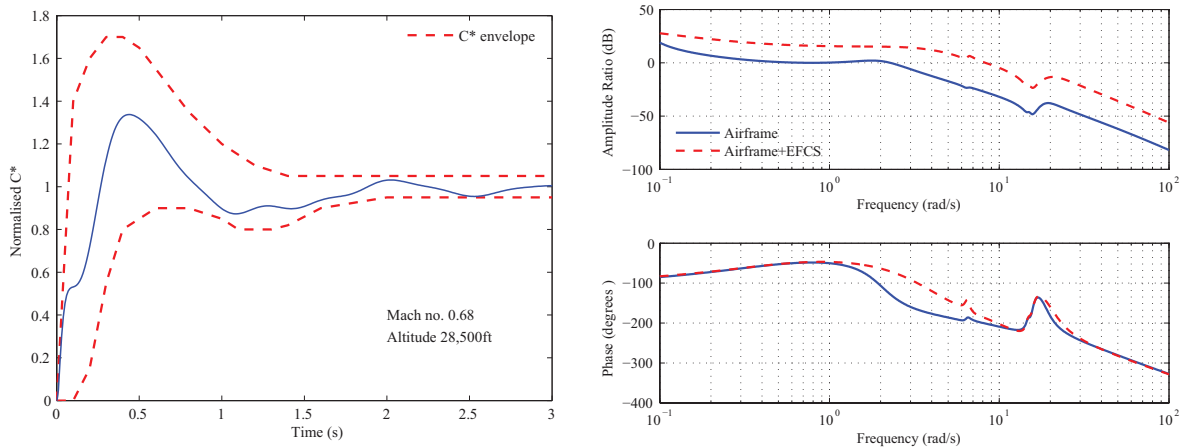 1.8
1.6
1.4
1.2
1
0.8
0.6
0.4
0.2
0
Normalised C*
C* envelope
Mach no. 0.68
Altitude 28,500ft
0 0.5 1 1.5 2 2.5 3
Time (s)
50
0
−50
−100
Amplitude Ratio (dB)
Airframe
Airframe+EFCS
10⁻¹ 10⁰ 10¹ 10²
Frequency (rad/s)
0
−100
−200
−300
−400
Phase (degrees)
10⁻¹ 10⁰ 10¹ 10²
Frequency (rad/s)